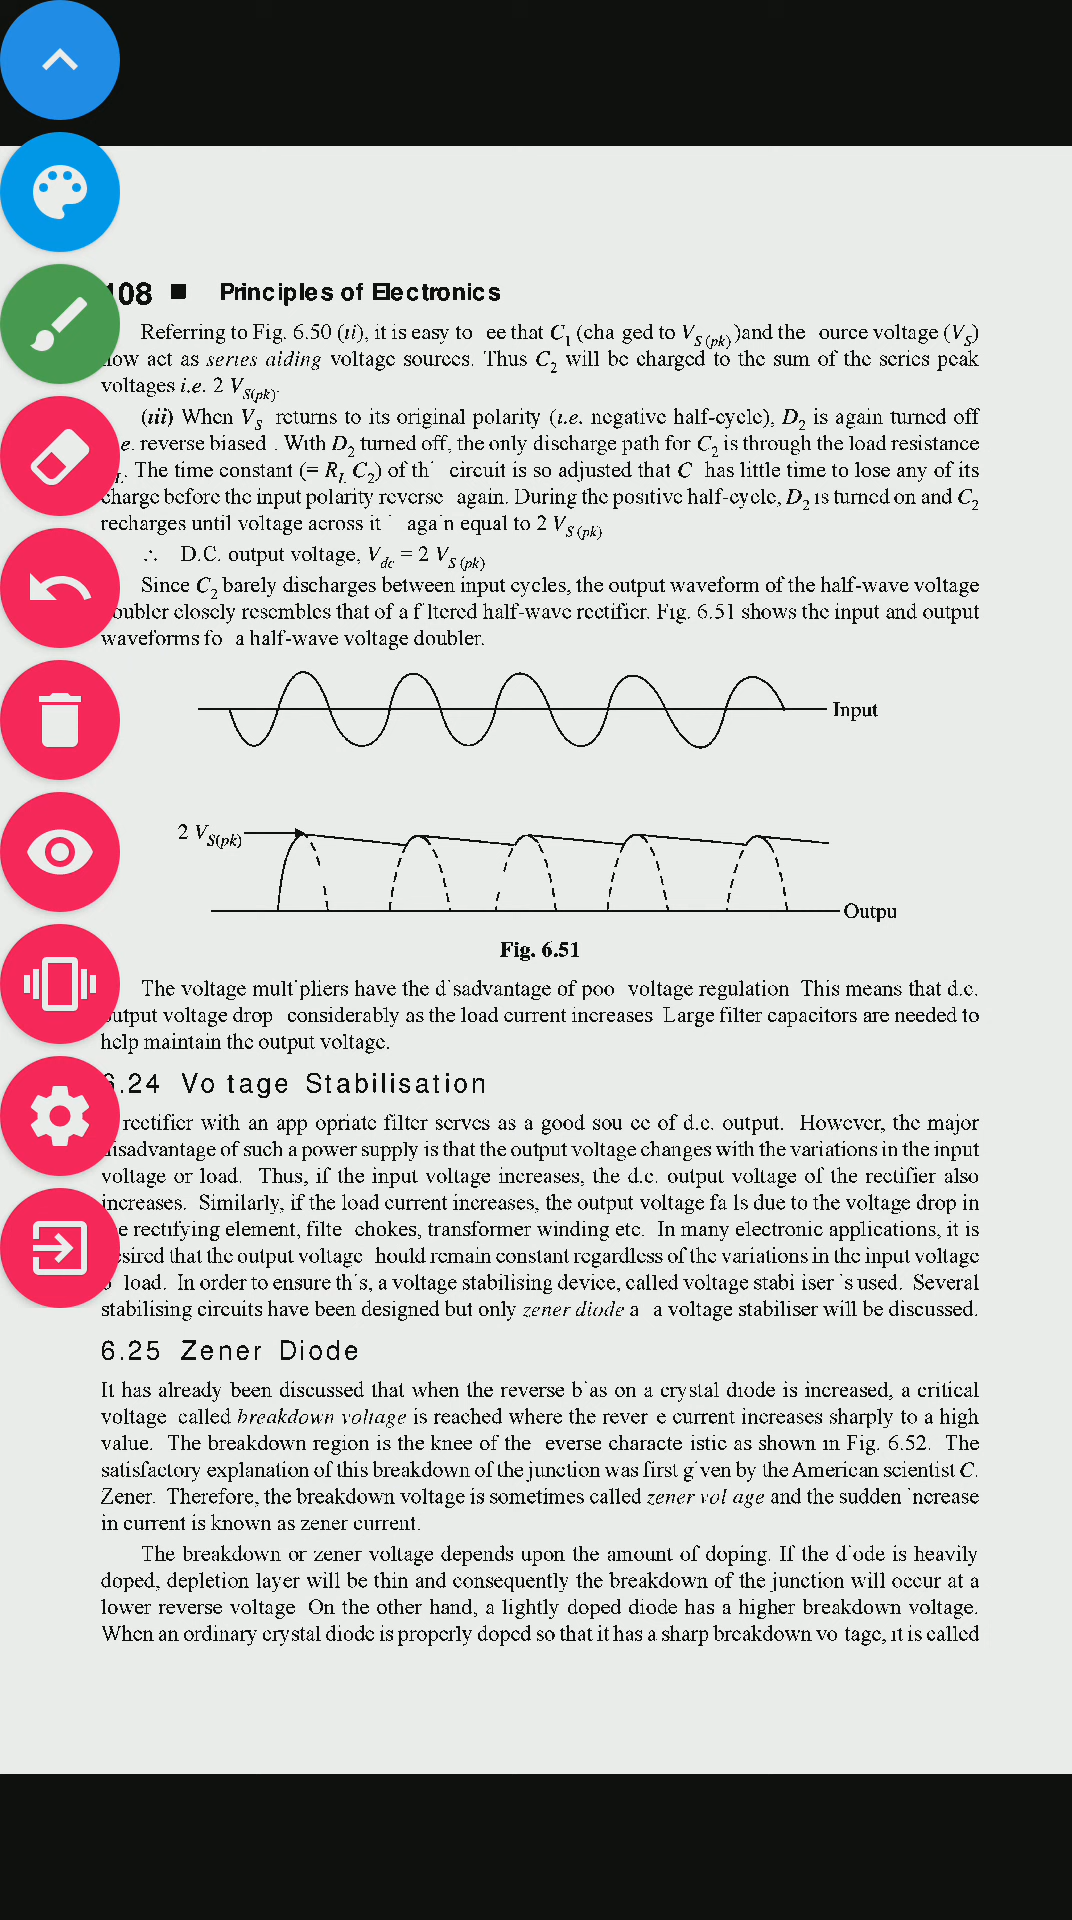 108 ■ Principles of Electronics
Referring to Fig. 6.50 (ii), it is easy to ee that C1 (cha ged to VS (pk) )and the ource voltage (VS)
now act as series aiding voltage sources. Thus C2 will be charged to the sum of the series peak
voltages i.e. 2 VS(pk).
(iii) When VS returns to its original polarity (i.e. negative half-cycle), D2 is again turned off
e. reverse biased . With D2 turned off, the only discharge path for C2 is through the load resistance
L. The time constant (= RL C2) of th circuit is so adjusted that C has little time to lose any of its
charge before the input polarity reverse again. During the positive half-cycle, D2 is turned on and C2
recharges until voltage across it aga n equal to 2 VS (pk)
∴ D.C. output voltage, Vdc = 2 VS (pk)
Since C2 barely discharges between input cycles, the output waveform of the half-wave voltage
oubler closely resembles that of a f ltered half-wave rectifier. Fig. 6.51 shows the input and output
waveforms fo a half-wave voltage doubler.
Input
2 VS(pk)
Outpu
Fig. 6.51
The voltage mult pliers have the d sadvantage of poo voltage regulation This means that d.c.
output voltage drop considerably as the load current increases Large filter capacitors are needed to
help maintain the output voltage.
6.24 Vo tage Stabilisation
rectifier with an app opriate filter serves as a good sou ce of d.c. output. However, the major
disadvantage of such a power supply is that the output voltage changes with the variations in the input
voltage or load. Thus, if the input voltage increases, the d.c. output voltage of the rectifier also
increases. Similarly, if the load current increases, the output voltage fa ls due to the voltage drop in
e rectifying element, filte chokes, transformer winding etc. In many electronic applications, it is
esired that the output voltage hould remain constant regardless of the variations in the input voltage
load. In order to ensure th s, a voltage stabilising device, called voltage stabi iser s used. Several
stabilising circuits have been designed but only zener diode a a voltage stabiliser will be discussed.
6.25 Zener Diode
It has already been discussed that when the reverse b as on a crystal diode is increased, a critical
voltage called breakdown voltage is reached where the rever e current increases sharply to a high
value. The breakdown region is the knee of the everse characte istic as shown in Fig. 6.52. The
satisfactory explanation of this breakdown of the junction was first g ven by the American scientist C.
Zener. Therefore, the breakdown voltage is sometimes called zener vol age and the sudden ncrease
in current is known as zener current.
The breakdown or zener voltage depends upon the amount of doping. If the d ode is heavily
doped, depletion layer will be thin and consequently the breakdown of the junction will occur at a
lower reverse voltage On the other hand, a lightly doped diode has a higher breakdown voltage.
When an ordinary crystal diode is properly doped so that it has a sharp breakdown vo tage, it is called